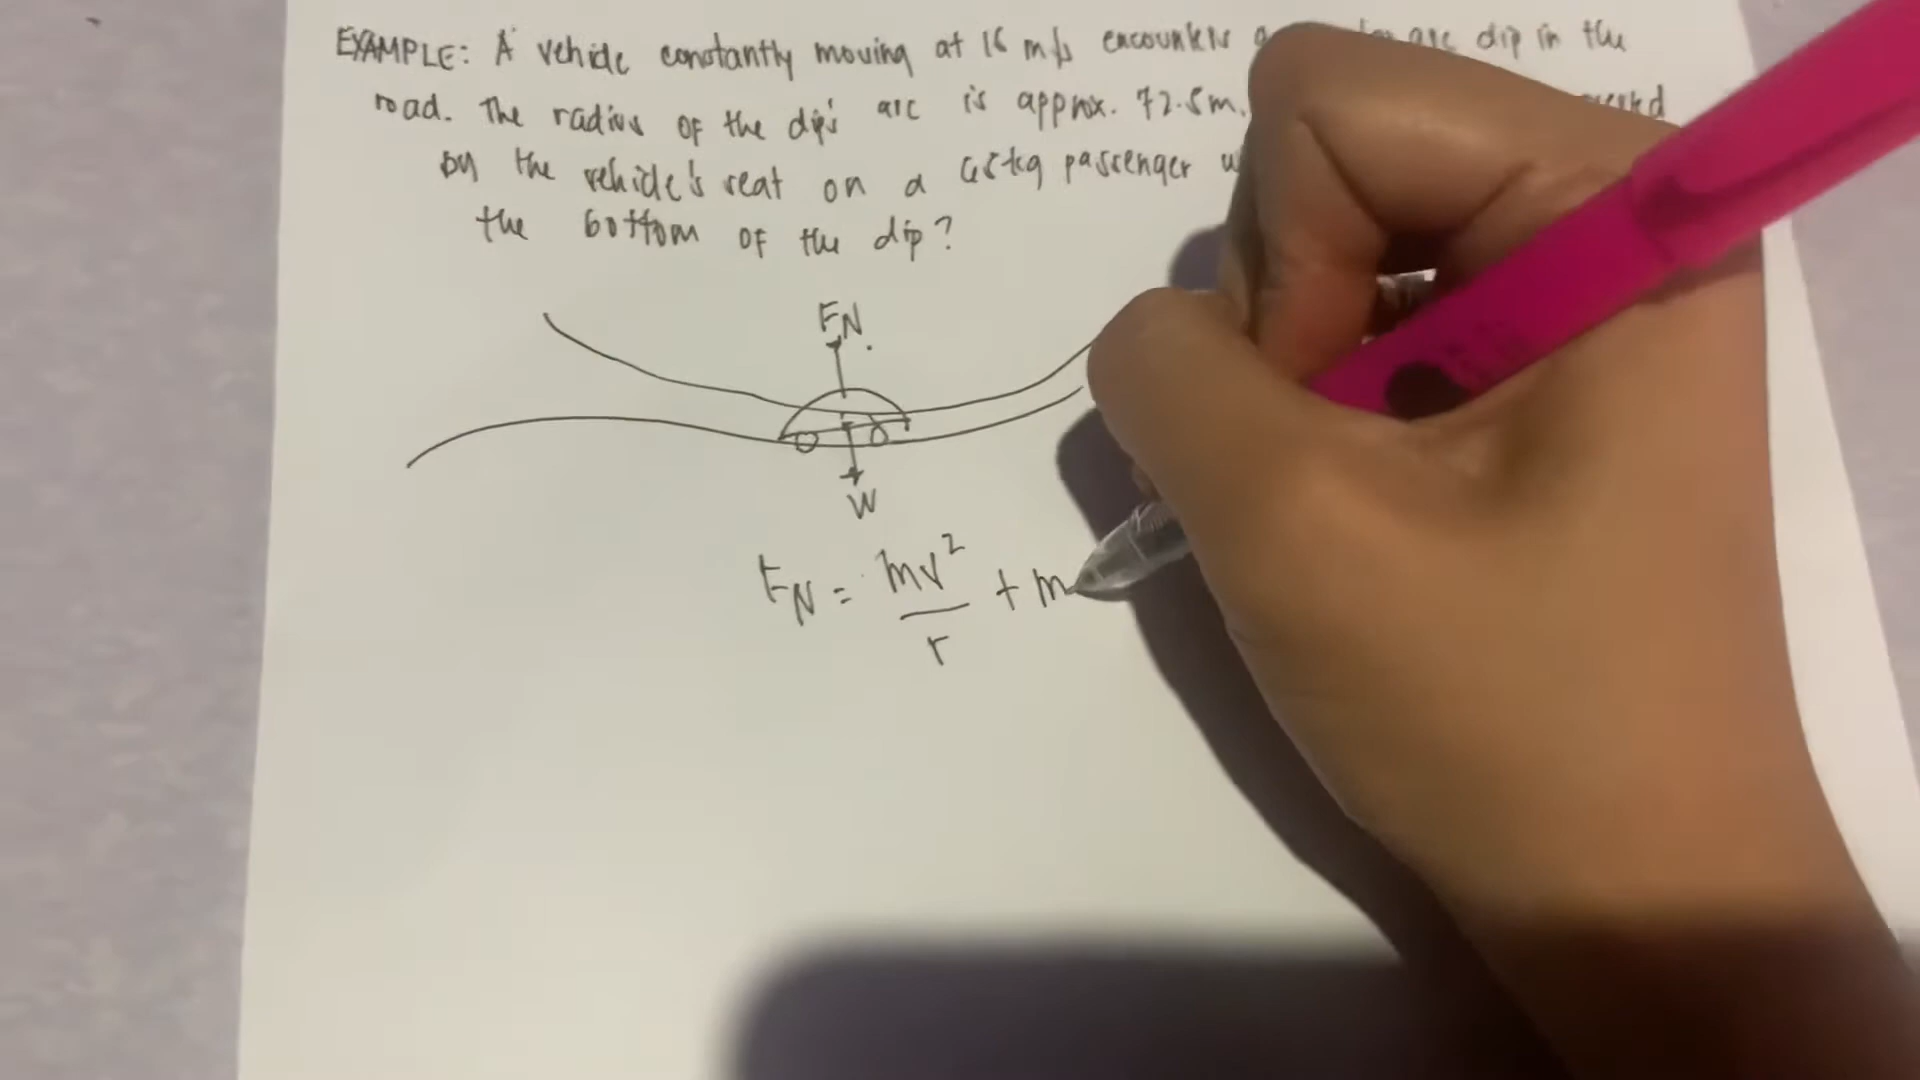 EXAMPLE: A vehicle constantly moving at 16 m/s encounters arc dip in the
road. The radius of the dip's arc is approx. 72.5m.
by the vehicle's seat on a 65kg passenger
the bottom of the dip?
FN
W
FN = mv² / r + m